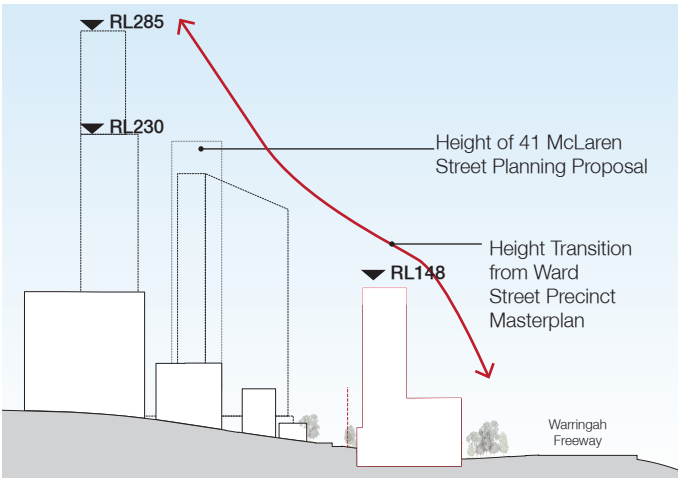 RL285
RL230
Height of 41 McLaren
Street Planning Proposal
Height Transition
from Ward
Street Precinct
Masterplan
RL148
Warringah
Freeway